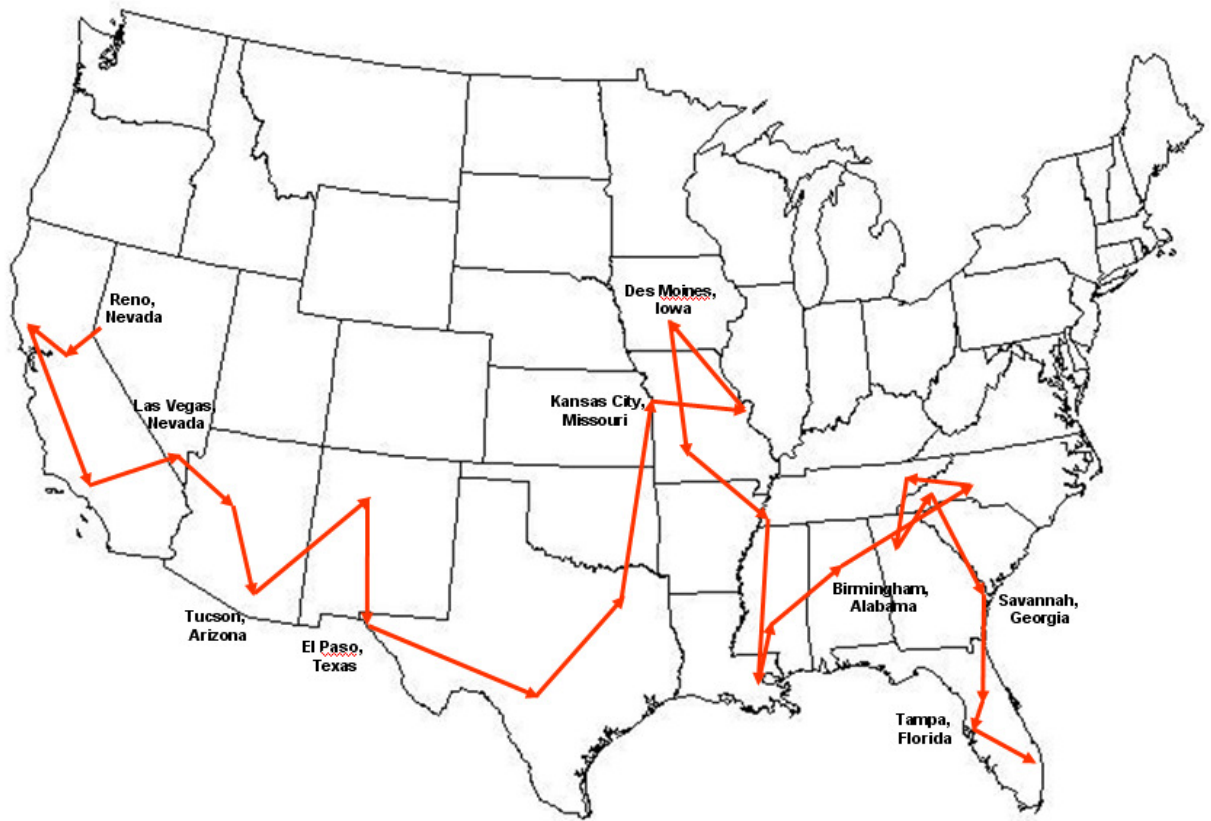 Des Moines,
Iowa
Reno,
Nevada
Las Vegas,
Nevada
Kansas City,
Missouri
Birmingham,
Alabama
Savannah,
Georgia
Tucson,
Arizona
El Paso,
Texas
Tampa,
Florida